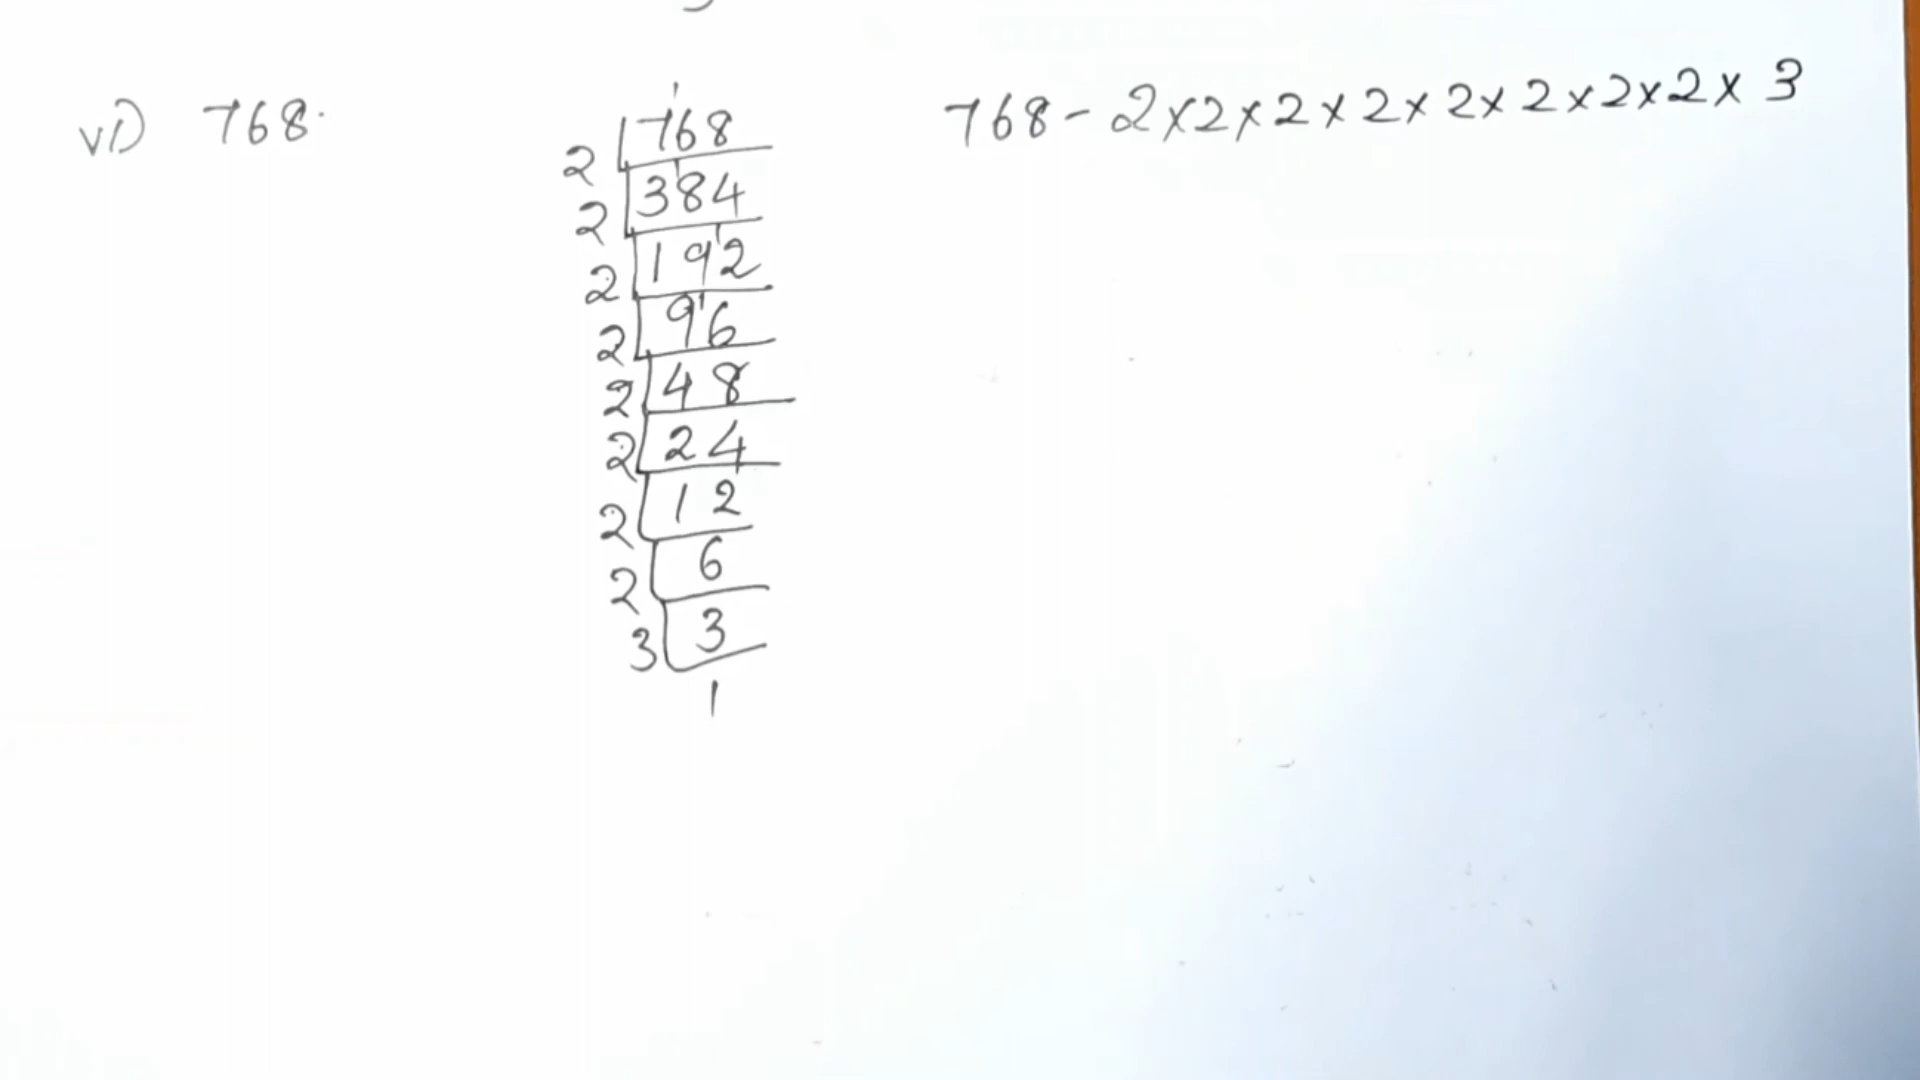 vi) 768.
2 | 768
2 | 384
2 | 192
2 | 96
2 | 48
2 | 24
2 | 12
2 | 6
3 | 3
1
768 - 2×2×2×2×2×2×2×2× 3